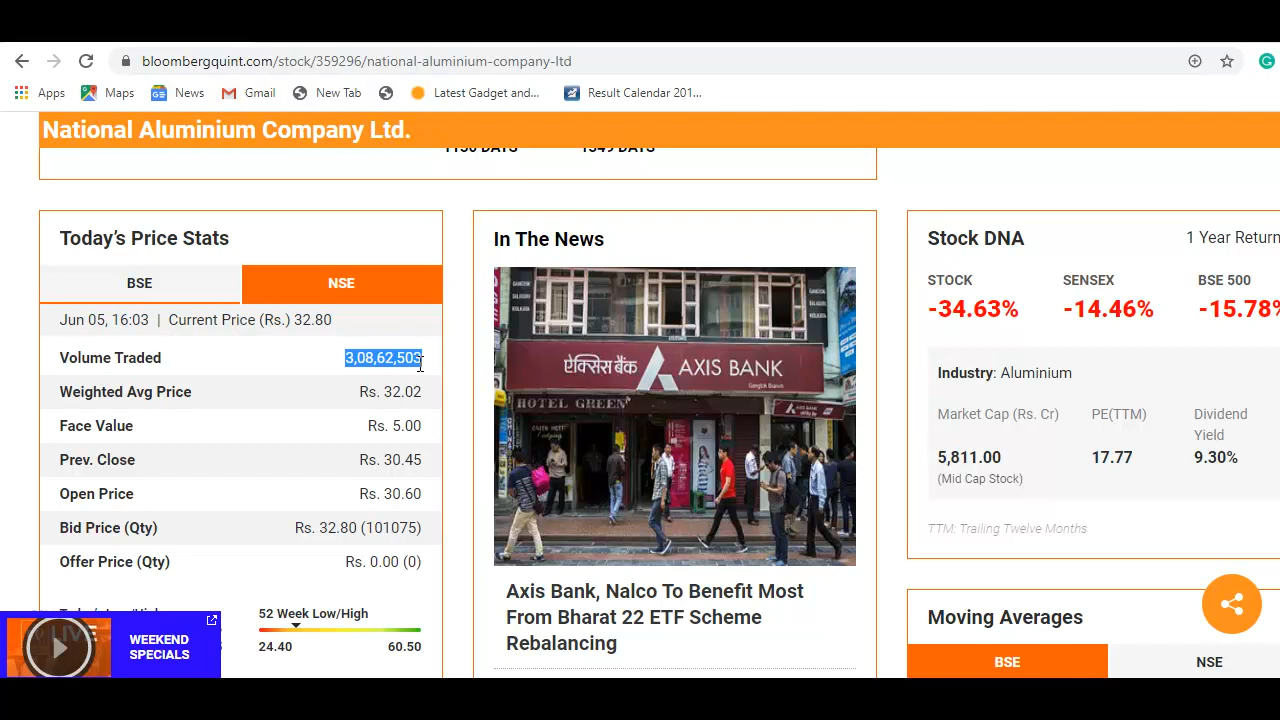 bloombergquint.com/stock/359296/national-aluminium-company-ltd
Apps Maps News Gmail New Tab Latest Gadget and... Result Calendar 201...
National Aluminium Company Ltd.
1150 DAYS 1549 DAYS
Today's Price Stats
BSE NSE
Jun 05, 16:03 | Current Price (Rs.) 32.80
Volume Traded 3,08,62,503
Weighted Avg Price Rs. 32.02
Face Value Rs. 5.00
Prev. Close Rs. 30.45
Open Price Rs. 30.60
Bid Price (Qty) Rs. 32.80 (101075)
Offer Price (Qty) Rs. 0.00 (0)
52 Week Low/High
24.40 60.50
LIVE
WEEKEND
SPECIALS
In The News
ऐक्सिस बैंक AXIS BANK
HOTEL GREEN
Axis Bank, Nalco To Benefit Most
From Bharat 22 ETF Scheme
Rebalancing
Stock DNA 1 Year Return
STOCK SENSEX BSE 500
-34.63% -14.46% -15.78%
Industry: Aluminium
Market Cap (Rs. Cr) PE(TTM) Dividend
Yield
5,811.00 17.77 9.30%
(Mid Cap Stock)
TTM: Trailing Twelve Months
Moving Averages
BSE NSE